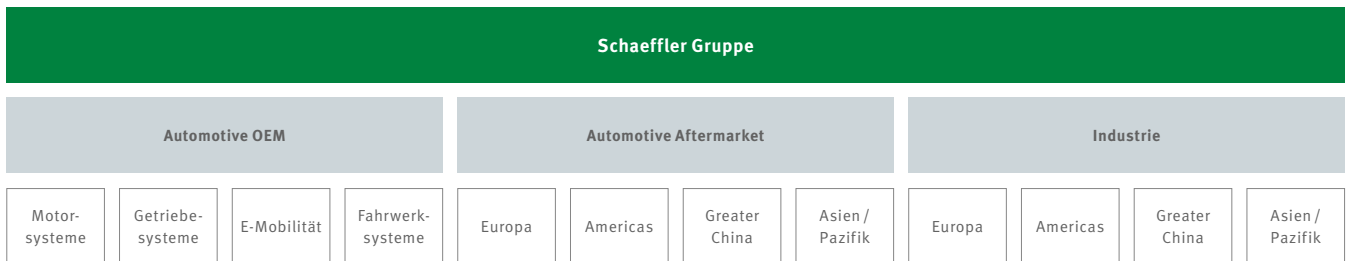 Schaeffler Gruppe
Automotive OEM
Automotive Aftermarket
Industrie
Motor-
systeme
Getriebe-
systeme
E-Mobilität
Fahrwerk-
systeme
Europa
Americas
Greater
China
Asien /
Pazifik
Europa
Americas
Greater
China
Asien /
Pazifik